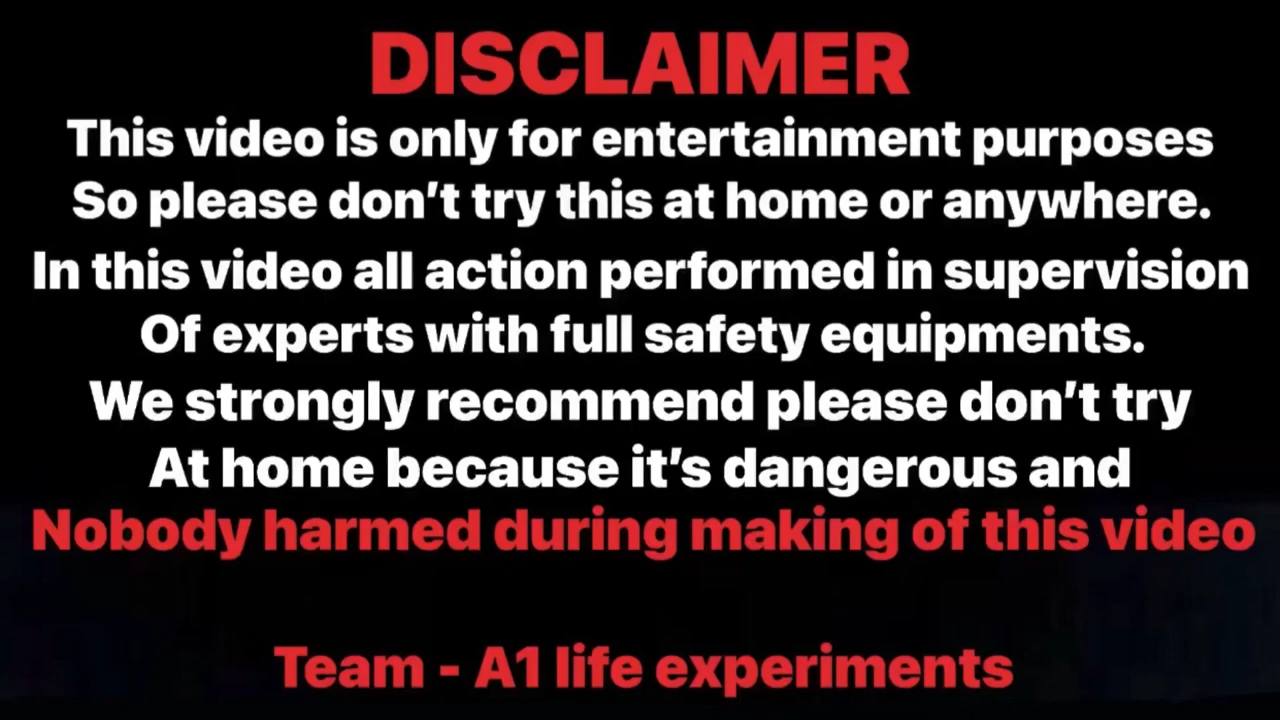 DISCLAIMER
This video is only for entertainment purposes
So please don’t try this at home or anywhere.
In this video all action performed in supervision
Of experts with full safety equipments.
We strongly recommend please don’t try
At home because it’s dangerous and
Nobody harmed during making of this video
Team - A1 life experiments